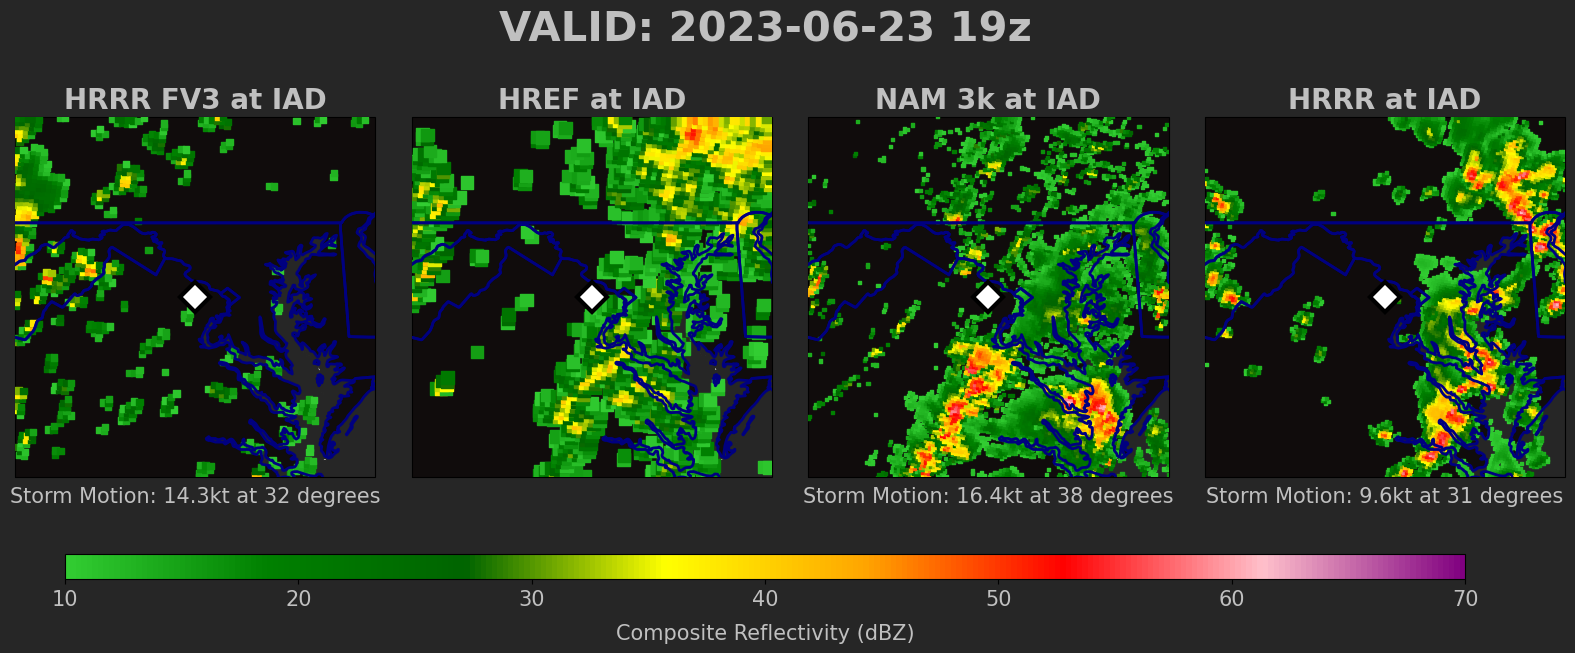 VALID: 2023-06-23 19z
HRRR FV3 at IAD
HREF at IAD
NAM 3k at IAD
HRRR at IAD
Storm Motion: 14.3kt at 32 degrees
Storm Motion: 16.4kt at 38 degrees
Storm Motion: 9.6kt at 31 degrees
10 20 30 40 50 60 70
Composite Reflectivity (dBZ)